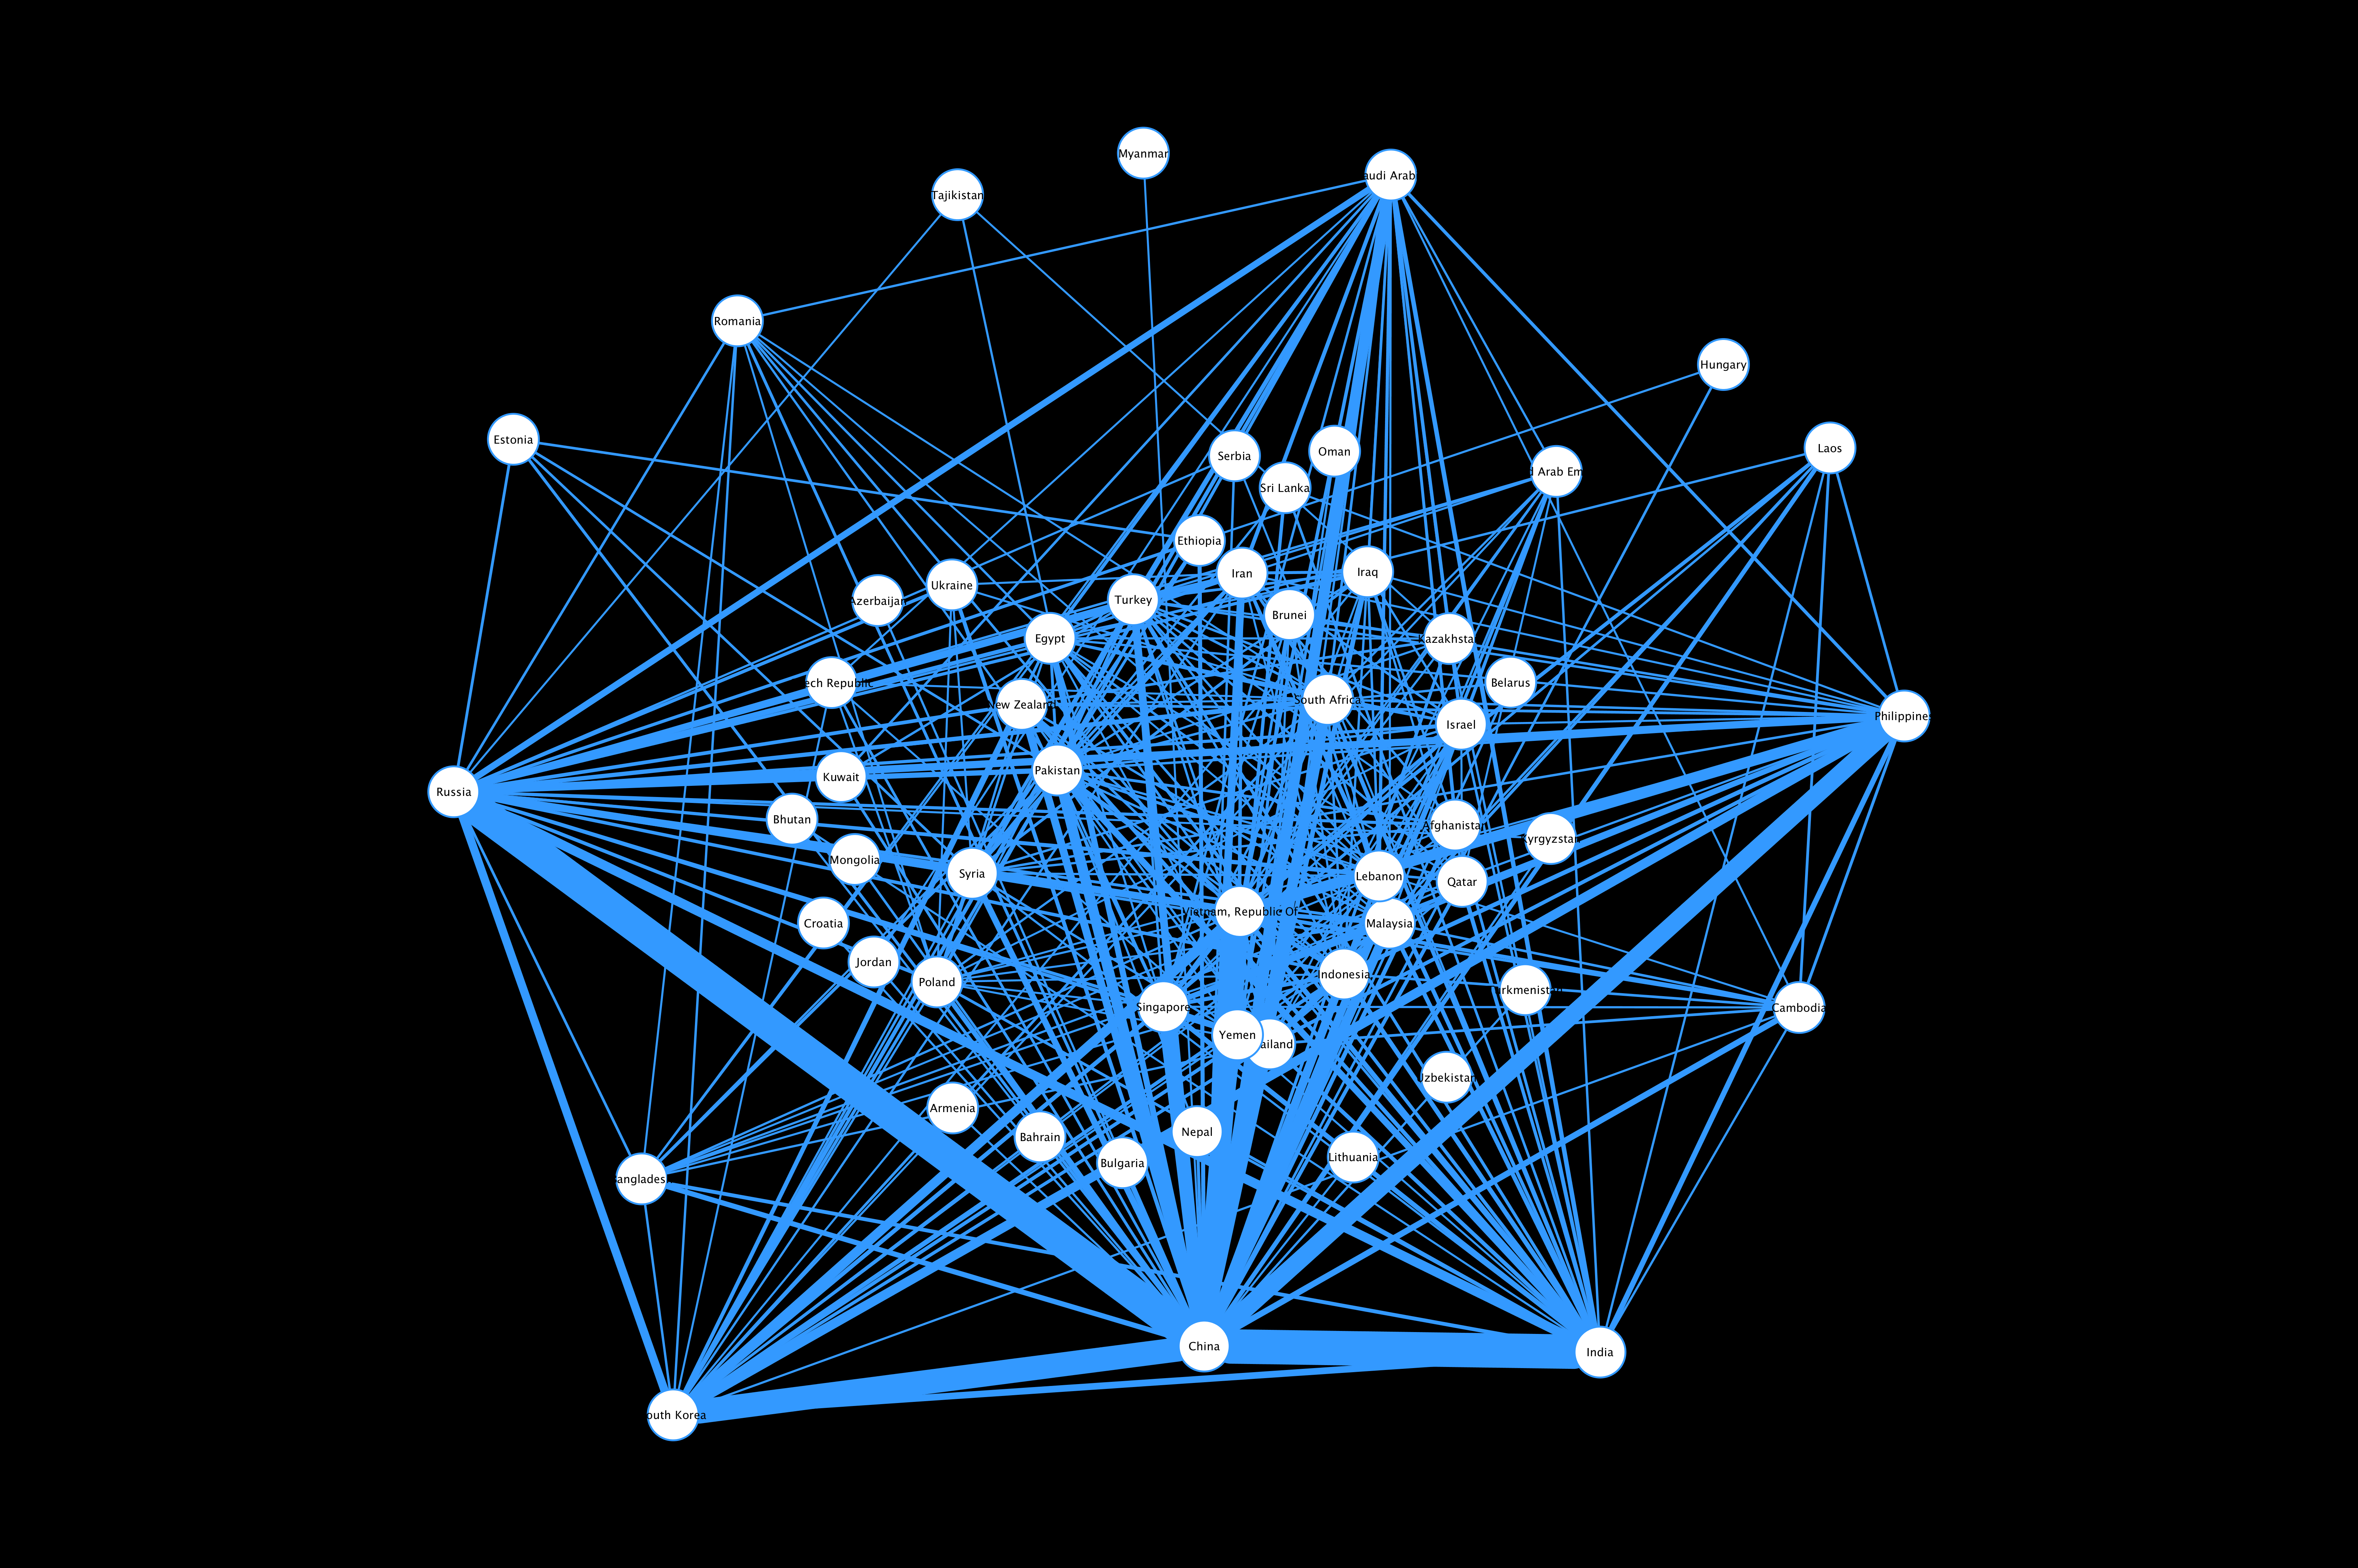 Myanmar
audi Arab
Tajikistan
Romania
Hungary
Estonia
Laos
Serbia
Oman
d Arab Em
Sri Lanka
Ethiopia
Iran
Iraq
Ukraine
Azerbaijan
Turkey
Brunei
Egypt
Kazakhsta
ech Republic
Belarus
New Zealand
South Africa
Philippine
Israel
Pakistan
Kuwait
Russia
Bhutan
Afghanistan
Kyrgyzstan
Mongolia
Syria
Lebanon
Qatar
Vietnam, Republic Of
Croatia
Malaysia
Jordan
Poland
Indonesia
urkmenistan
Singapore
Cambodia
Yemen
ailand
Uzbekistan
Armenia
Nepal
Bahrain
Bulgaria
Lithuania
anglades
China
India
outh Korea